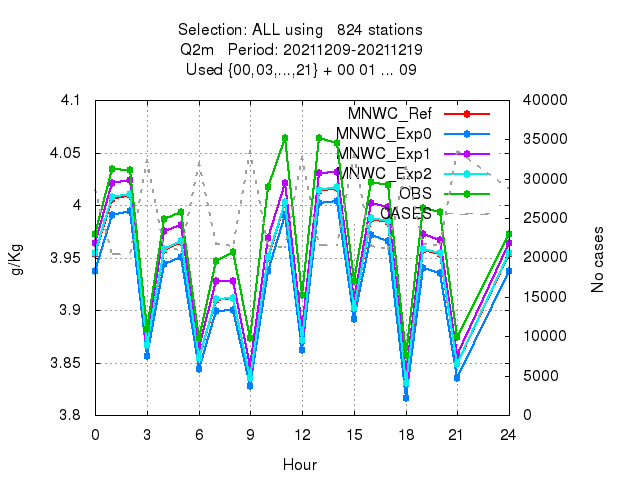 Selection: ALL using   824 stations
Q2m   Period: 20211209-20211219
Used {00,03,...,21} + 00 01 ... 09
4.1
4.05
4
3.95
3.9
3.85
3.8
g/Kg
40000
35000
30000
25000
20000
15000
10000
5000
0
No cases
MNWC_Ref
MNWC_Exp0
MNWC_Exp1
MNWC_Exp2
OBS
CASES
0 3 6 9 12 15 18 21 24
Hour